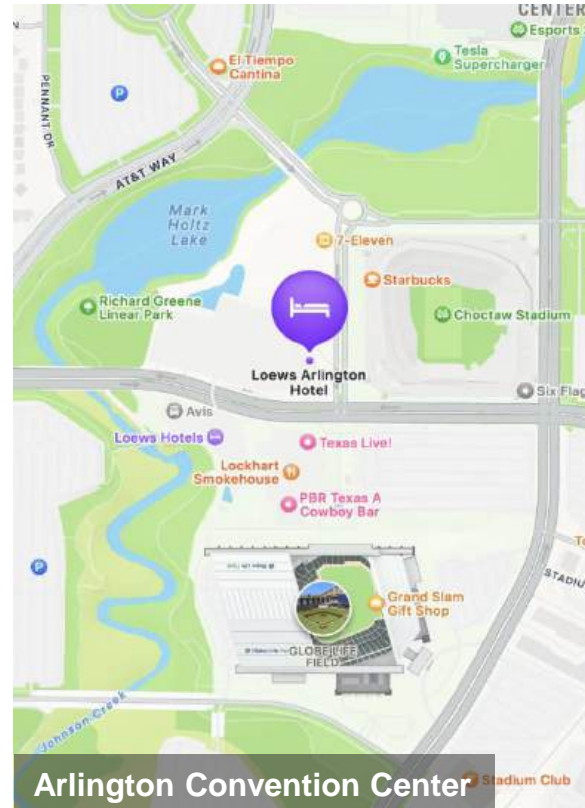 CENTER
Esports
El Tiempo
Cantina
Tesla
Supercharger
P
PENNANT DR
AT&T WAY
Mark
Holtz
Lake
7-Eleven
Starbucks
Richard Greene
Linear Park
Choctaw Stadium
Loews Arlington
Hotel
Six Flag
Avis
Loews Hotels
Texas Live!
Lockhart
Smokehouse
PBR Texas A
Cowboy Bar
P
STADIU
Grand Slam
Gift Shop
GLOBE LIFE
FIELD
Johnson Creek
Stadium Club
Arlington Convention Center